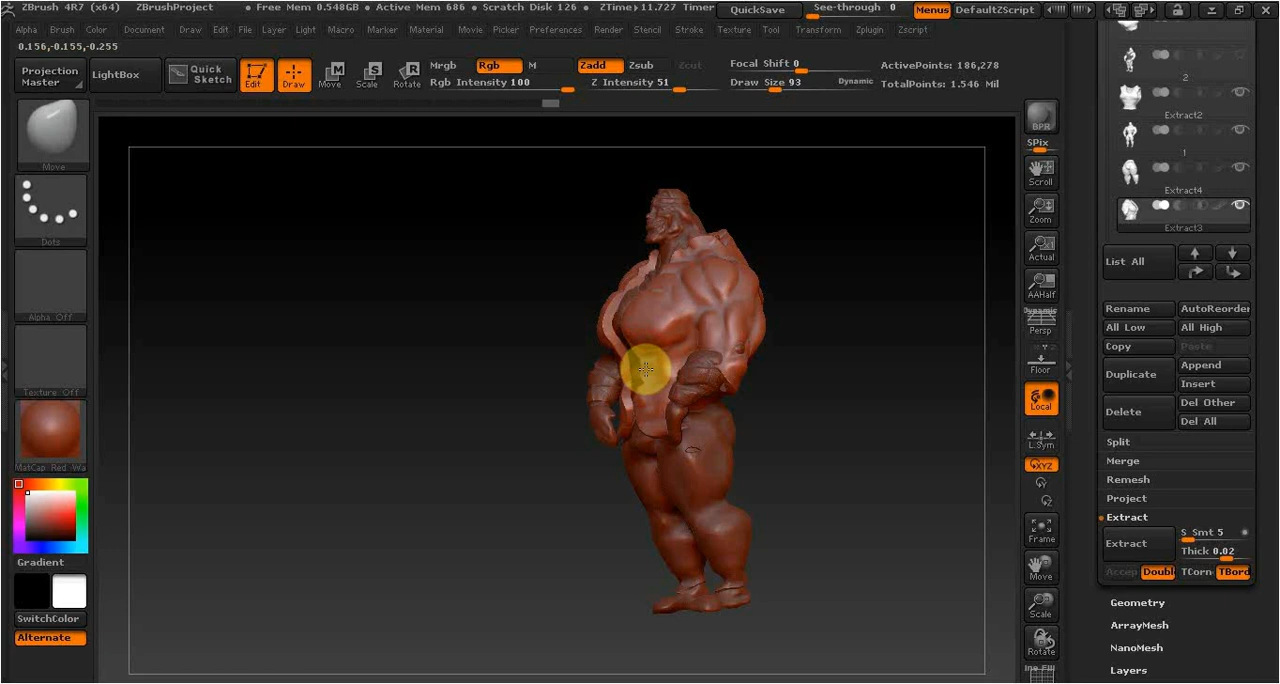 ZBrush 4R7 (x64) ZBrushProject • Free Mem 0.548GB • Active Mem 686 • Scratch Disk 126 • ZTime▸11.727 Timer QuickSave See-through 0 Menus DefaultZScript
Alpha Brush Color Document Draw Edit File Layer Light Macro Marker Material Movie Picker Preferences Render Stencil Stroke Texture Tool Transform Zplugin Zscript
0.156,-0.155,-0.255
Projection Master
LightBox
Quick Sketch
Edit
Draw
Move
Scale
Rotate
Mrgb Rgb M
Rgb Intensity 100
Zadd Zsub Zcut
Z Intensity 51
Focal Shift 0
Draw Size 93 Dynamic
ActivePoints: 186,278
TotalPoints: 1.546 Mil
Move
Dots
Alpha Off
Texture Off
MatCap Red Wa
Gradient
SwitchColor
Alternate
BPR
SPix
Scroll
Zoom
Actual
AAHalf
Dynamic
Persp
Floor
Local
L.Sym
XYZ
Y
Z
Frame
Move
Scale
Rotate
2
Extract2
1
Extract4
Extract3
List All
Rename AutoReorder
All Low All High
Copy Paste
Duplicate Append
Insert
Delete Del Other
Del All
Split
Merge
Remesh
Project
Extract
Extract S Smt 5
Thick 0.02
Accep Doubl TCorn TBord
Geometry
ArrayMesh
NanoMesh
Layers